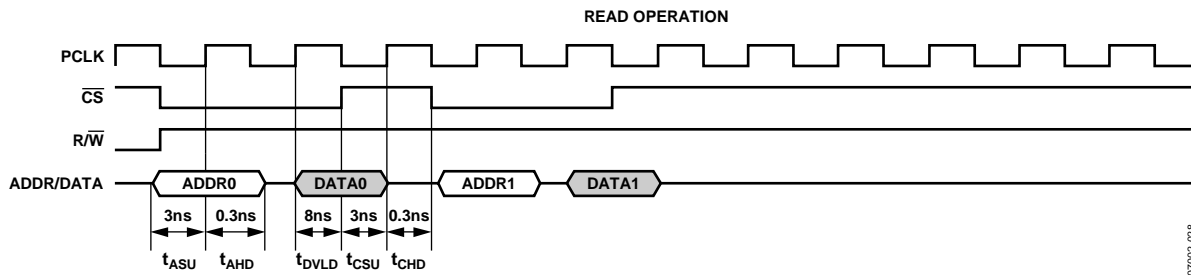 READ OPERATION
PCLK
CS
R/W
ADDR/DATA
ADDR0
DATA0
ADDR1
DATA1
3ns 0.3ns 8ns 3ns 0.3ns
tASU tAHD tDVLD tCSU tCHD